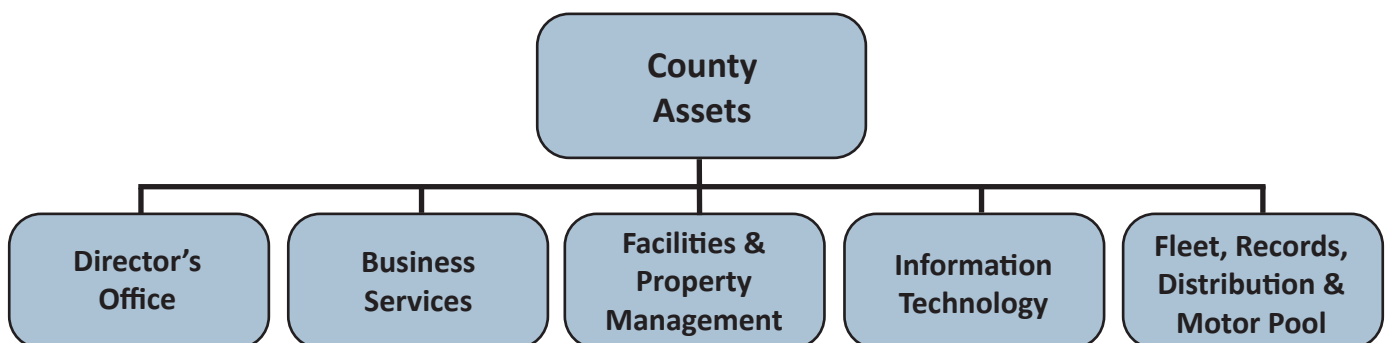 County
Assets
Director’s
Office
Business
Services
Facilities &
Property
Management
Information
Technology
Fleet, Records,
Distribution &
Motor Pool